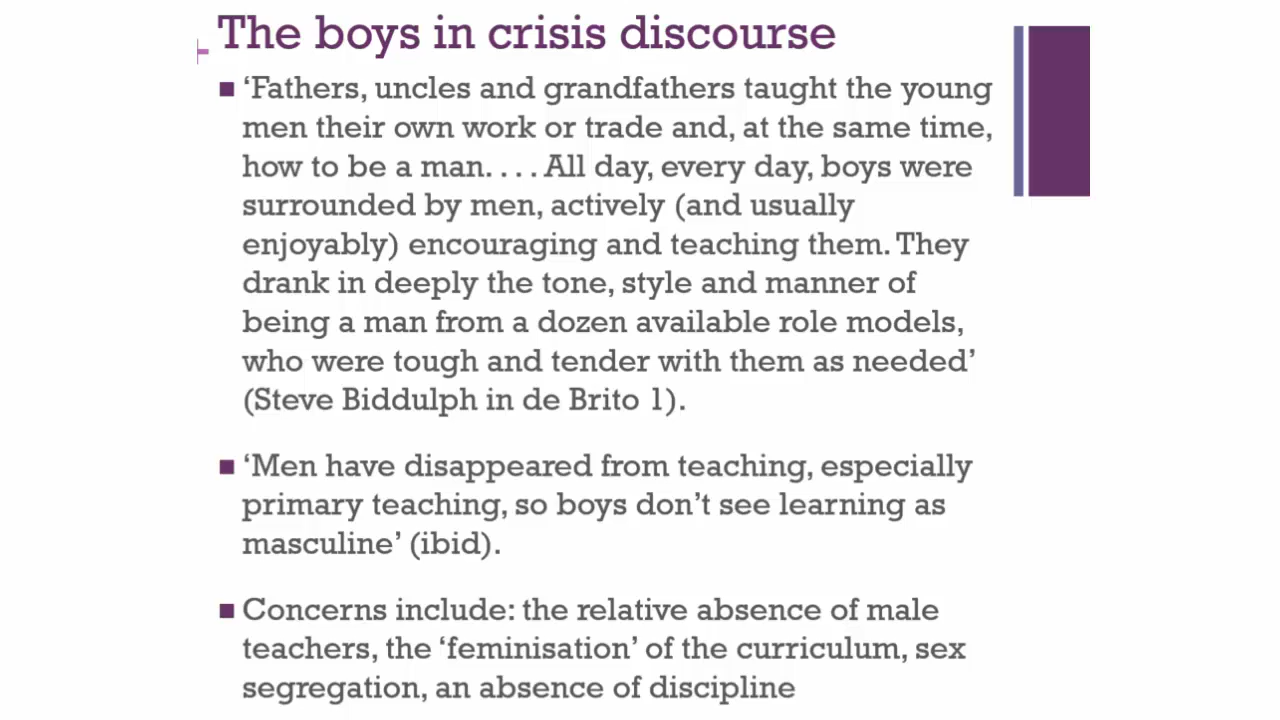 The boys in crisis discourse
‘Fathers, uncles and grandfathers taught the young
men their own work or trade and, at the same time,
how to be a man. . . . All day, every day, boys were
surrounded by men, actively (and usually
enjoyably) encouraging and teaching them. They
drank in deeply the tone, style and manner of
being a man from a dozen available role models,
who were tough and tender with them as needed’
(Steve Biddulph in de Brito 1).
‘Men have disappeared from teaching, especially
primary teaching, so boys don’t see learning as
masculine’ (ibid).
Concerns include: the relative absence of male
teachers, the ‘feminisation’ of the curriculum, sex
segregation, an absence of discipline